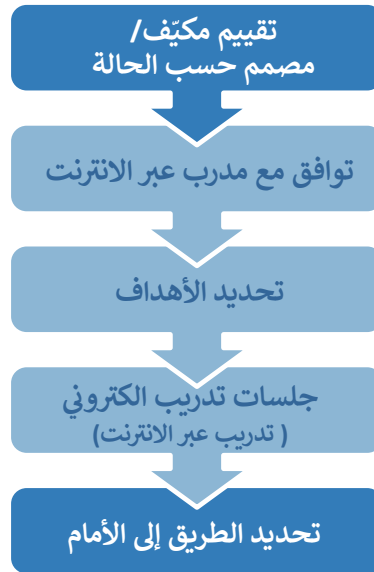 تقييم مكيّف/
مصمم حسب الحالة
توافق مع مدرب عبر الانترنت
تحديد الأهداف
جلسات تدريب الكتروني
( تدريب عبر الانترنت)
تحديد الطريق إلى الأمام